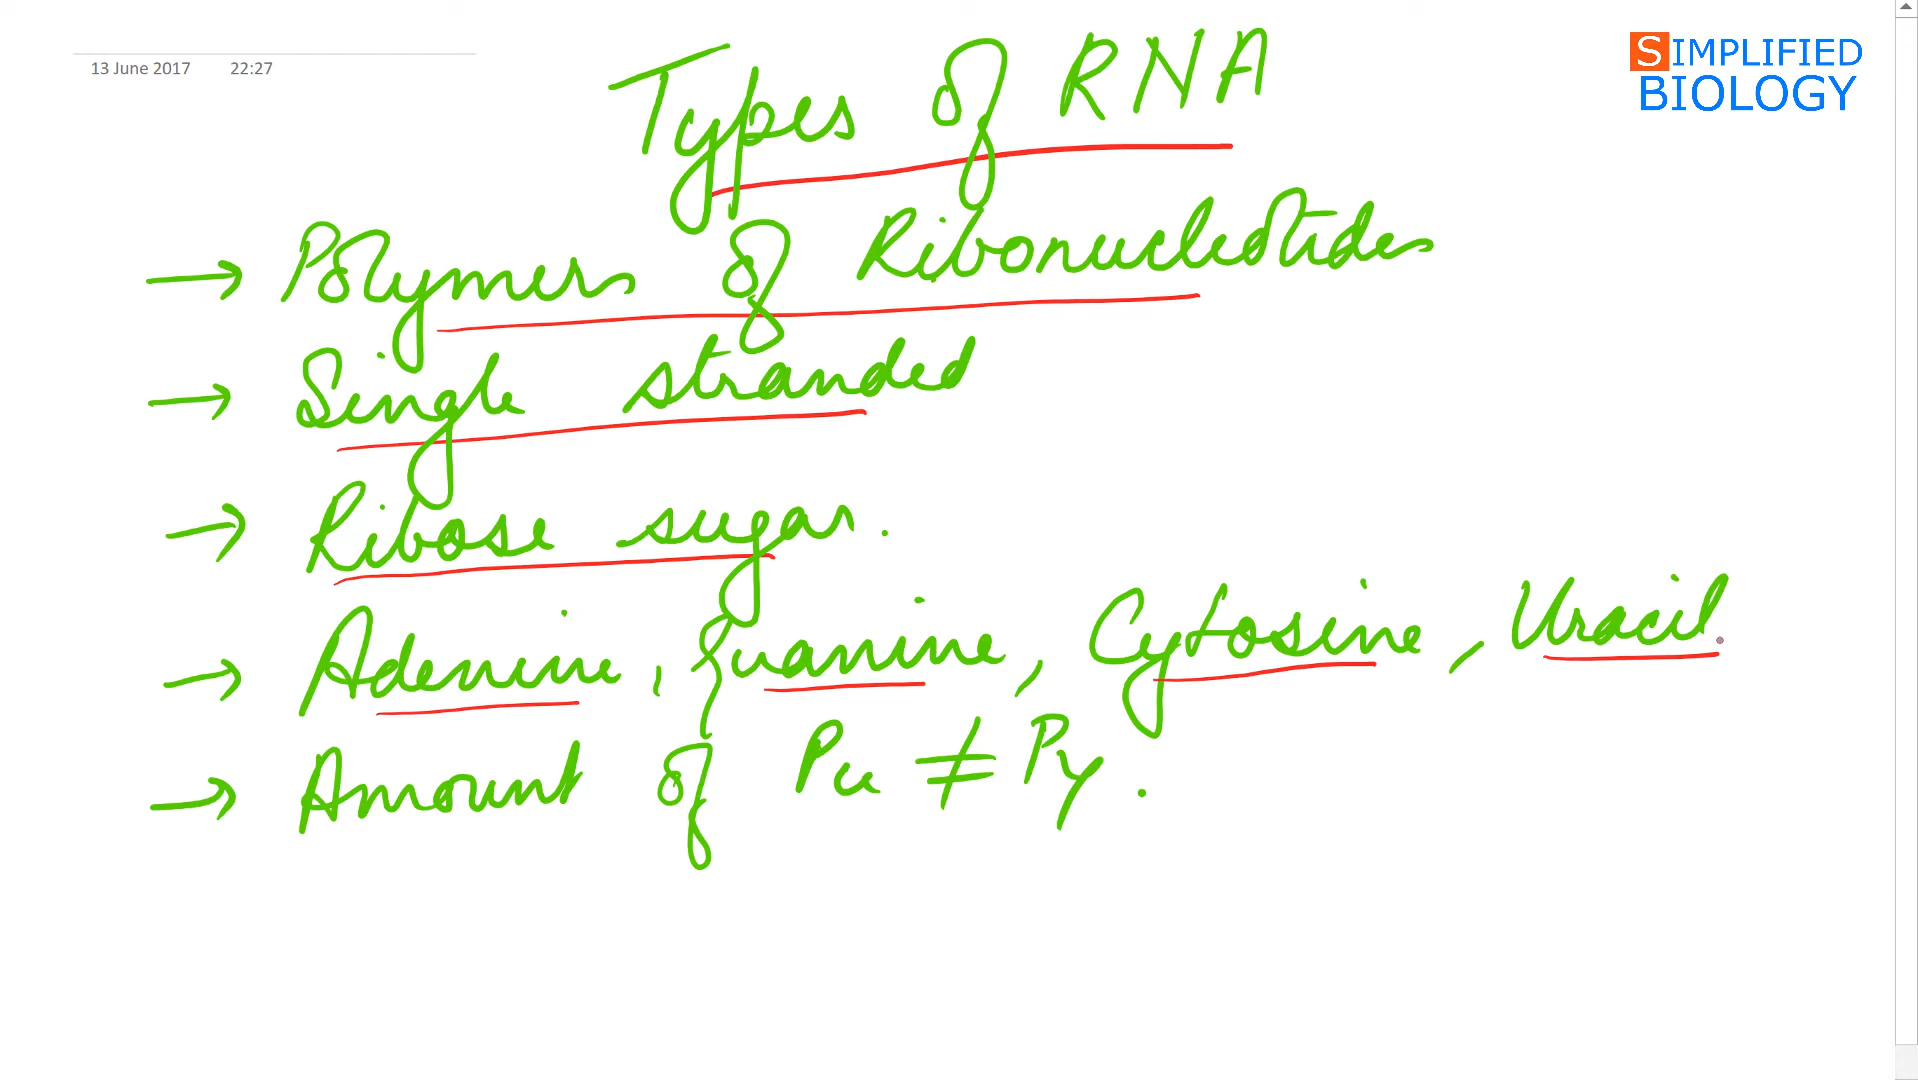 13 June 2017 22:27
SIMPLIFIED
BIOLOGY
Types of RNA
→ Polymers of Ribonucleotides
→ Single stranded
→ Ribose sugar.
→ Adenine, Guanine, Cytosine, Uracil
→ Amount of Pu ≠ Py.